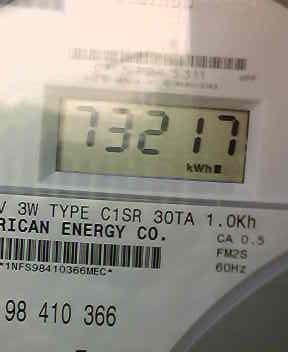 73217
kWh
V 3W TYPE C1SR 30TA 1.0Kh
RICAN ENERGY CO.
CA 0.5
FM2S
60Hz
*1NFS98410366MEC*
98 410 366